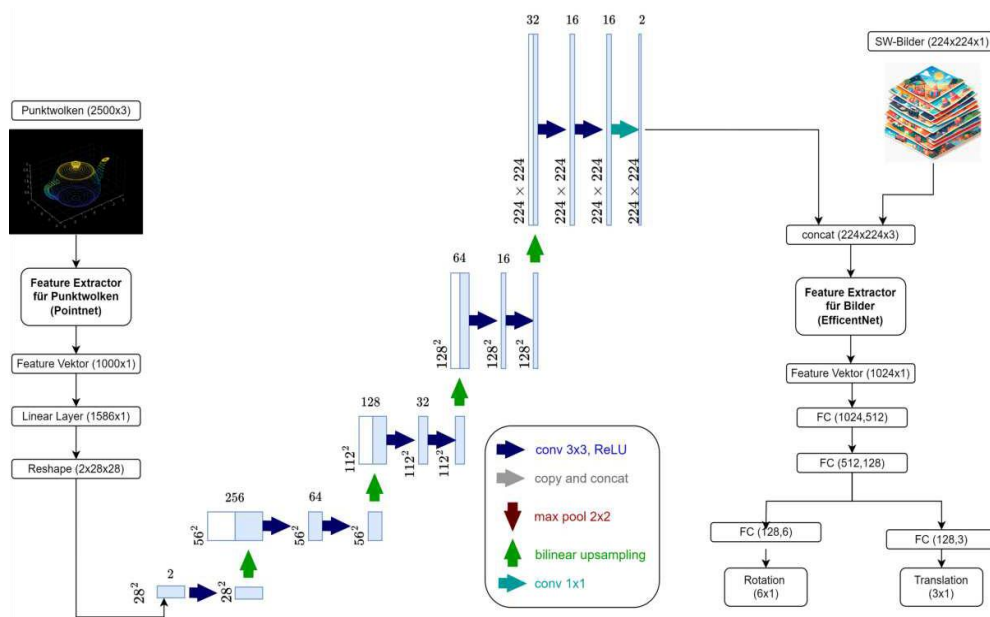 Punktwolken (2500x3)
Feature Extractor
für Punktwolken
(Pointnet)
Feature Vektor (1000x1)
Linear Layer (1586x1)
Reshape (2x28x28)
28²
2
28²
56²
256
56²
64
56²
112²
128
112²
32
112²
128²
64
128²
16
128²
224 × 224
32
224 × 224
16
224 × 224
16
224 × 224
2
conv 3x3, ReLU
copy and concat
max pool 2x2
bilinear upsampling
conv 1x1
SW-Bilder (224x224x1)
concat (224x224x3)
Feature Extractor
für Bilder
(EfficentNet)
Feature Vektor (1024x1)
FC (1024,512)
FC (512,128)
FC (128,6)
FC (128,3)
Rotation
(6x1)
Translation
(3x1)